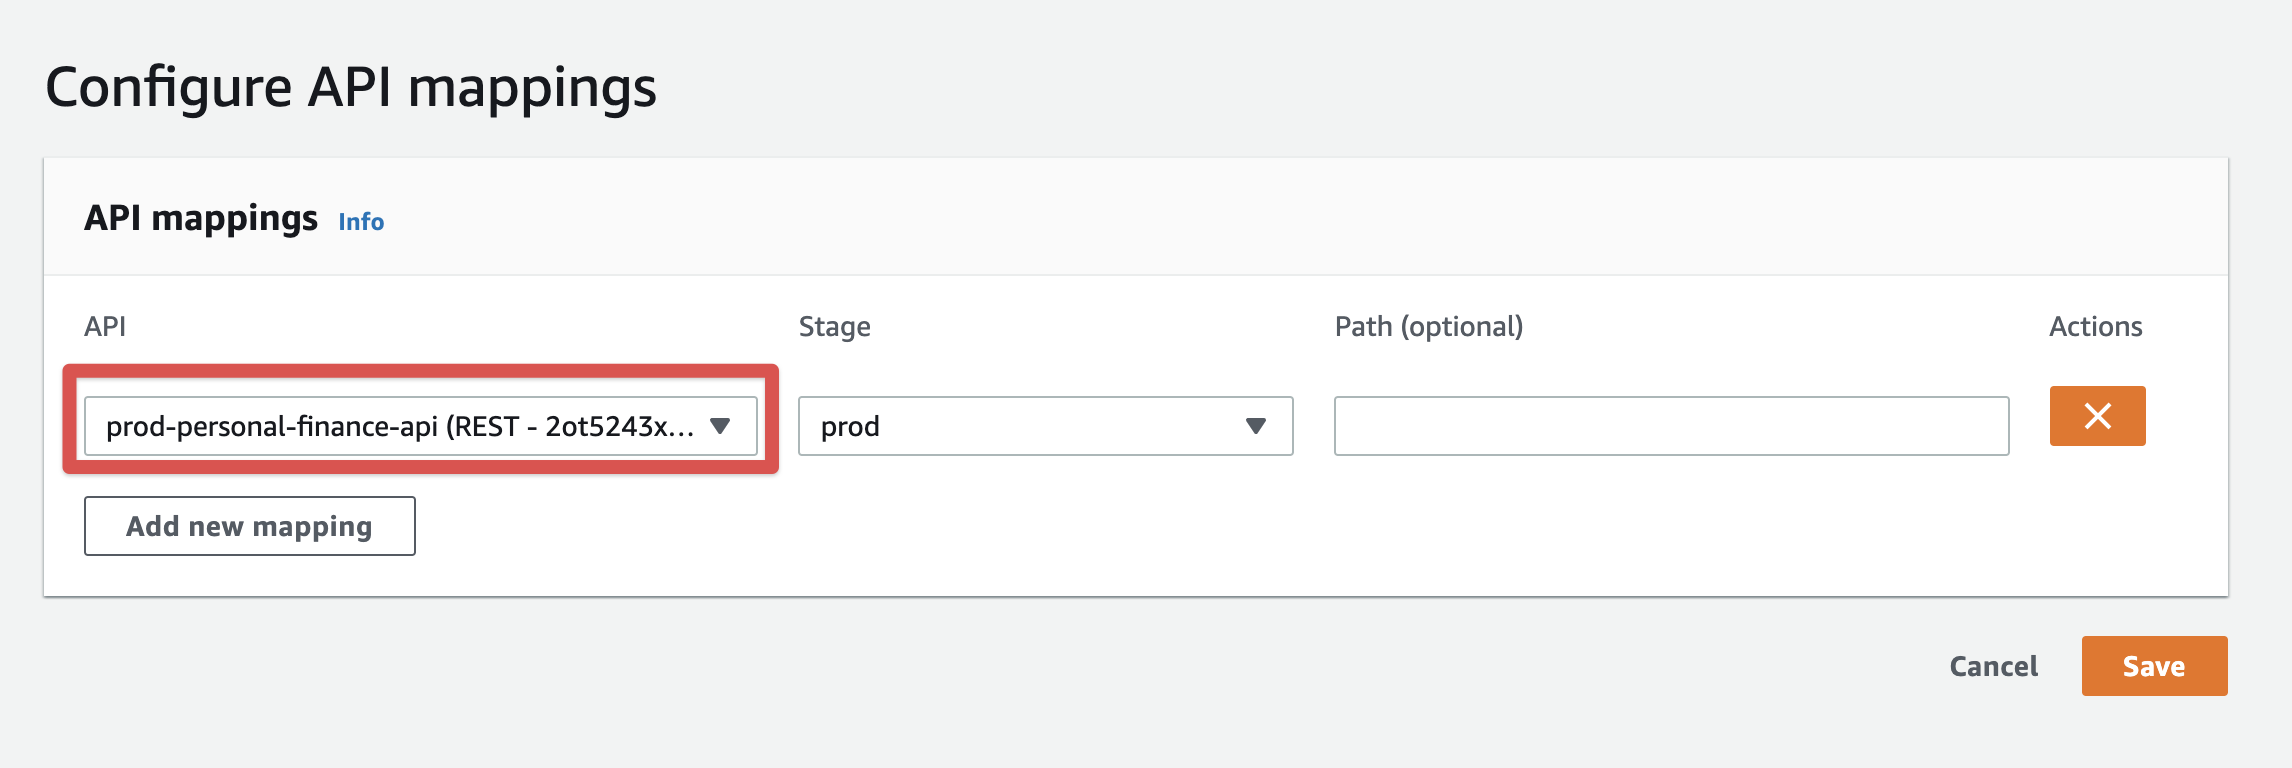 Configure API mappings
API mappings Info
API Stage Path (optional) Actions
prod-personal-finance-api (REST - 2ot5243x... prod
Add new mapping
Cancel Save